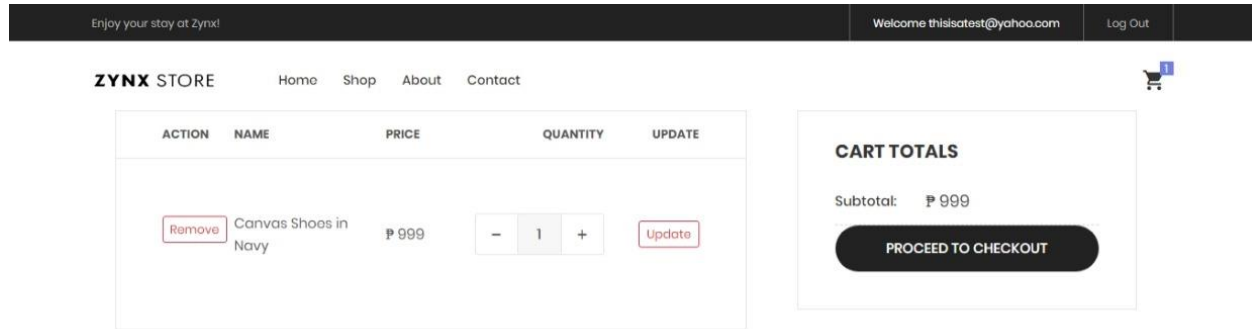 Enjoy your stay at Zynx!
Welcome thisisatest@yahoo.com
Log Out
ZYNX STORE
Home Shop About Contact
1
ACTION NAME PRICE QUANTITY UPDATE
Remove
Canvas Shoes in
Navy
₱ 999
− 1 +
Update
CART TOTALS
Subtotal: ₱ 999
PROCEED TO CHECKOUT